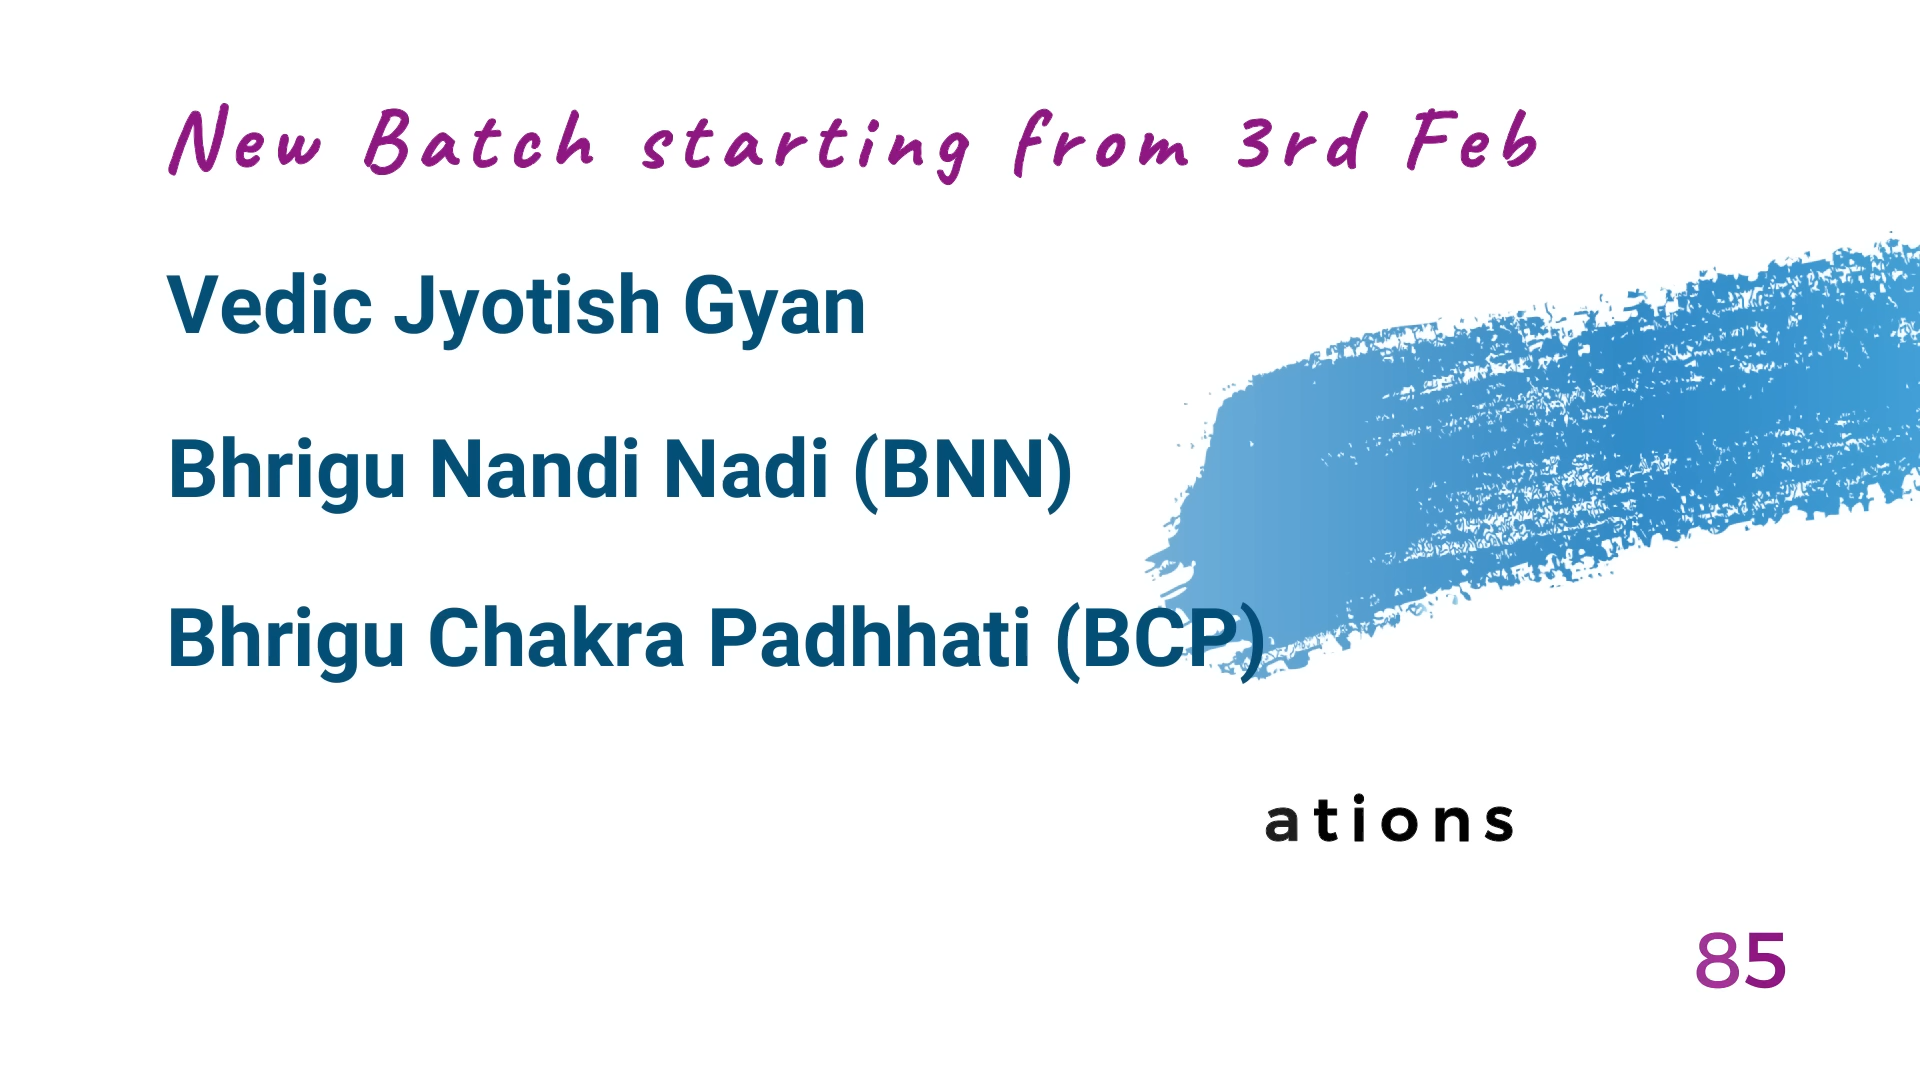 New Batch starting from 3rd Feb
Vedic Jyotish Gyan
Bhrigu Nandi Nadi (BNN)
Bhrigu Chakra Padhhati (BCP)
ations
85